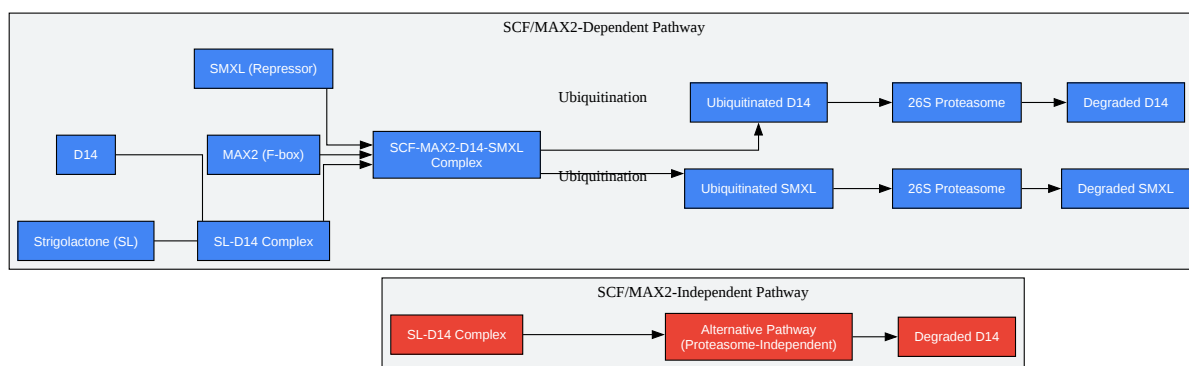 SCF/MAX2-Dependent Pathway
SMXL (Repressor)
Ubiquitination
Ubiquitinated D14
26S Proteasome
Degraded D14
D14
MAX2 (F-box)
SCF-MAX2-D14-SMXL
Complex
Ubiquitination
Ubiquitinated SMXL
26S Proteasome
Degraded SMXL
Strigolactone (SL)
SL-D14 Complex
SCF/MAX2-Independent Pathway
SL-D14 Complex
Alternative Pathway
(Proteasome-Independent)
Degraded D14